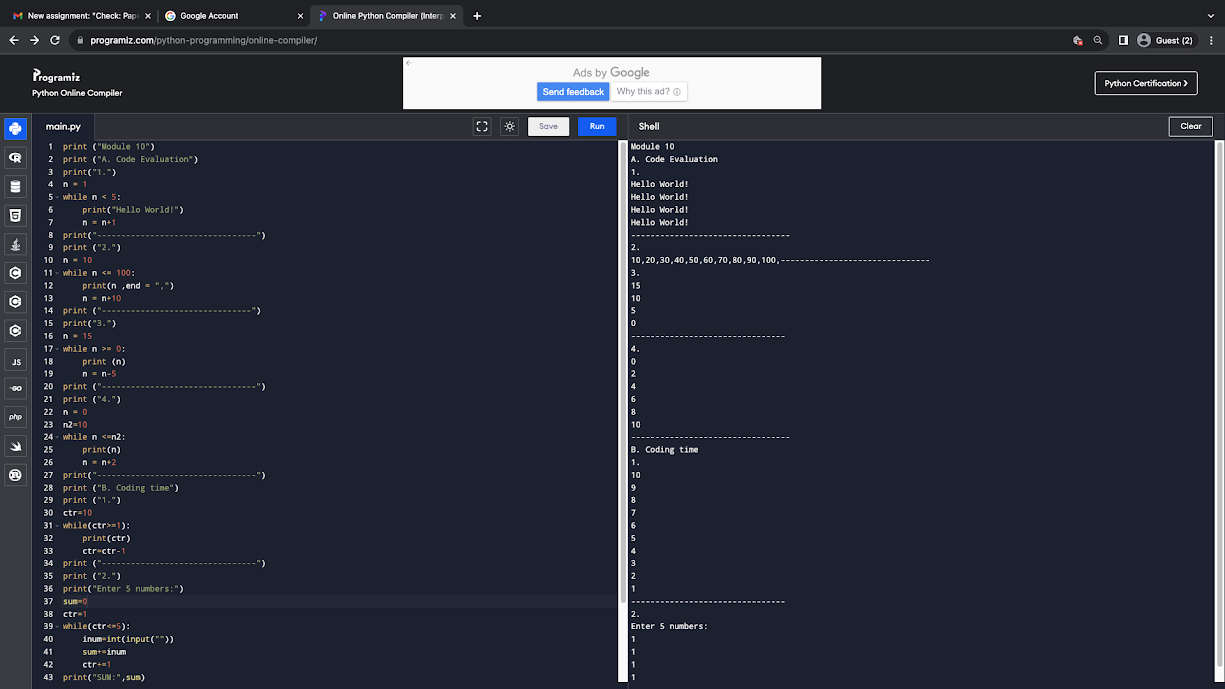 New assignment: "Check: Pap
Google Account
Online Python Compiler (Interp
programiz.com/python-programming/online-compiler/
Guest (2)
Programiz
Python Online Compiler
Ads by Google
Send feedback
Why this ad?
Python Certification >
main.py
Save
Run
Shell
Clear
1 print ("Module 10")
2 print ("A. Code Evaluation")
3 print("1.")
4 n = 1
5 while n < 5:
6 print("Hello World!")
7 n = n+1
8 print("---------------------------------")
9 print ("2.")
10 n = 10
11 while n <= 100:
12 print(n ,end = ",")
13 n = n+10
14 print ("-------------------------------")
15 print("3.")
16 n = 15
17 while n >= 0:
18 print (n)
19 n = n-5
20 print ("--------------------------------")
21 print ("4.")
22 n = 0
23 n2=10
24 while n <=n2:
25 print(n)
26 n = n+2
27 print("---------------------------------")
28 print ("B. Coding time")
29 print ("1.")
30 ctr=10
31 while(ctr>=1):
32 print(ctr)
33 ctr=ctr-1
34 print ("--------------------------------")
35 print ("2.")
36 print("Enter 5 numbers:")
37 sum=0
38 ctr=1
39 while(ctr<=5):
40 inum=int(input(""))
41 sum+=inum
42 ctr+=1
43 print("SUM:",sum)
JS
GO
php
Module 10
A. Code Evaluation
1.
Hello World!
Hello World!
Hello World!
Hello World!
---------------------------------
2.
10,20,30,40,50,60,70,80,90,100,-------------------------------
3.
15
10
5
0
--------------------------------
4.
0
2
4
6
8
10
---------------------------------
B. Coding time
1.
10
9
8
7
6
5
4
3
2
1
--------------------------------
2.
Enter 5 numbers:
1
1
1
1